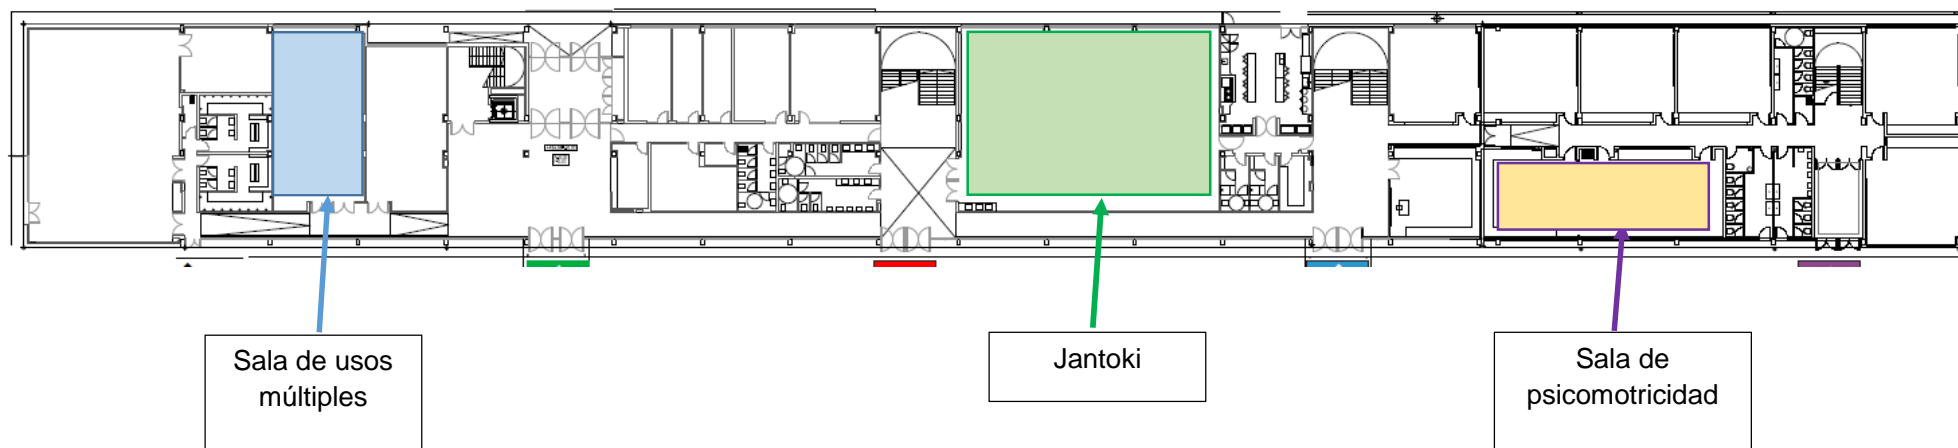 Sala de usos
múltiples
Jantoki
Sala de
psicomotricidad